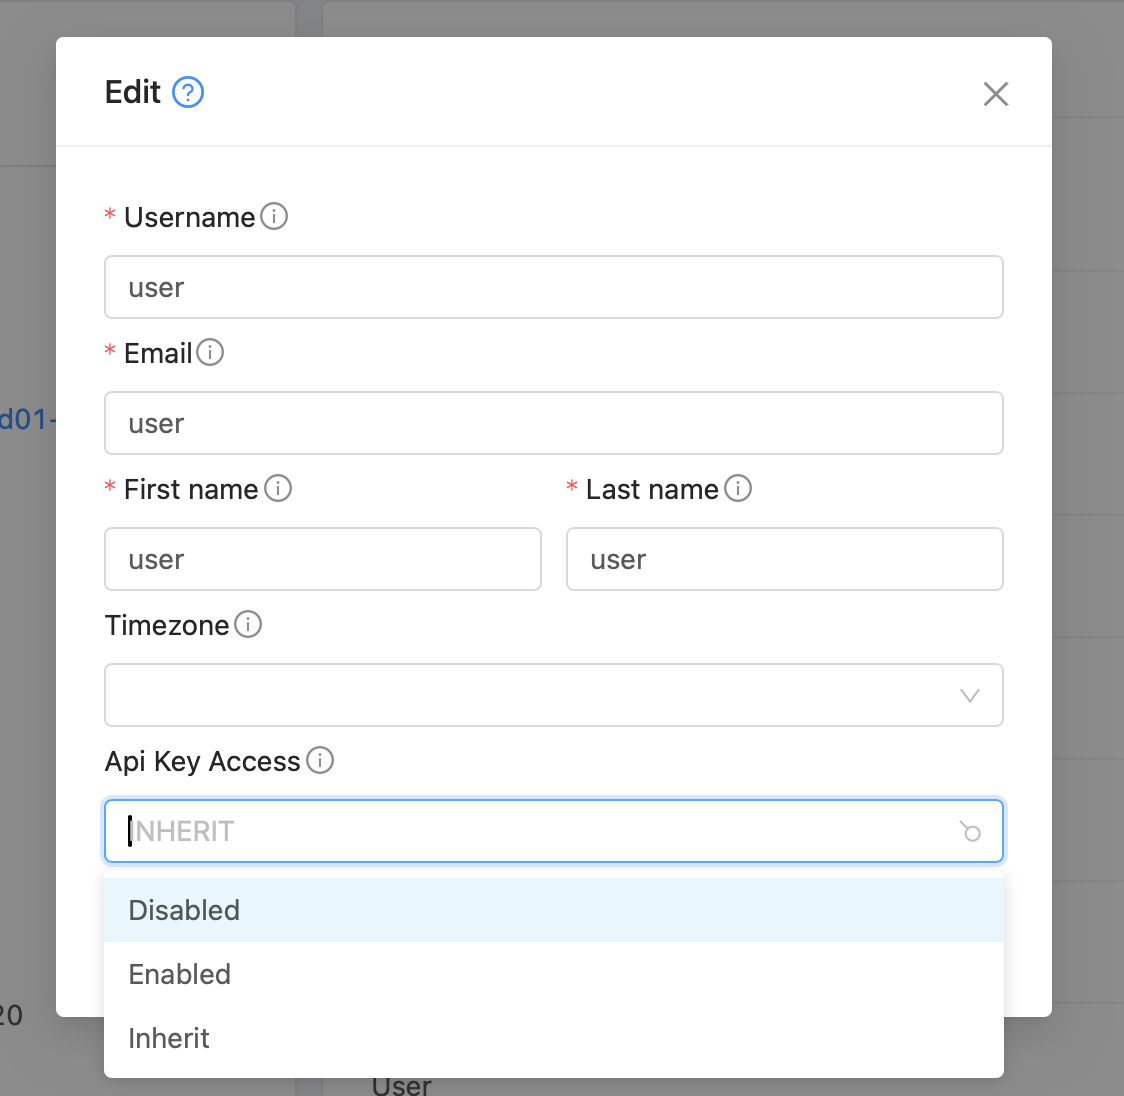 Edit
* Username
user
* Email
user
* First name
* Last name
user
user
Timezone
d01-
Api Key Access
INHERIT
Disabled
Enabled
Inherit
20
User